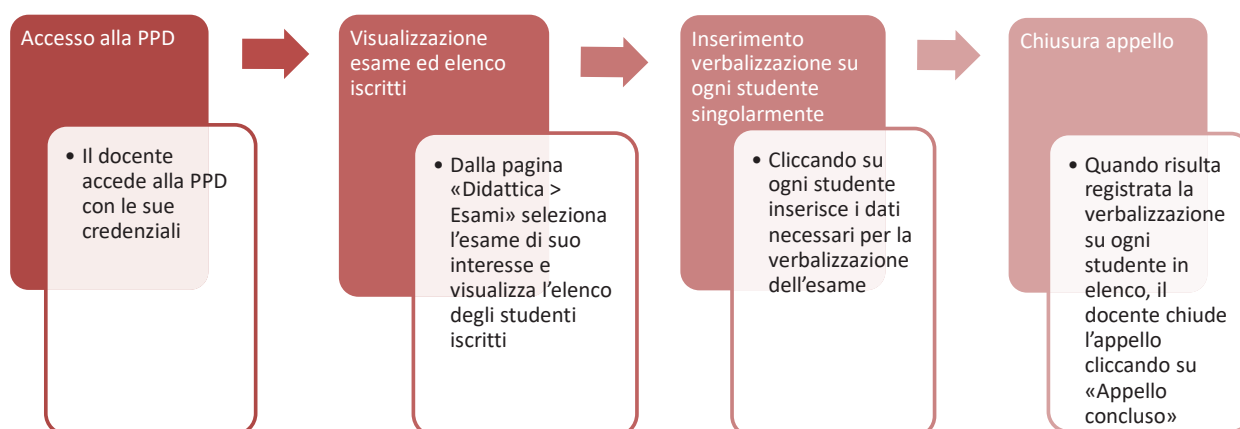 Accesso alla PPD
• Il docente
accede alla PPD
con le sue
credenziali
Visualizzazione
esame ed elenco
iscritti
• Dalla pagina
«Didattica >
Esami» seleziona
l’esame di suo
interesse e
visualizza l’elenco
degli studenti
iscritti
Inserimento
verbalizzazione su
ogni studente
singolarmente
• Cliccando su
ogni studente
inserisce i dati
necessari per la
verbalizzazione
dell’esame
Chiusura appello
• Quando risulta
registrata la
verbalizzazione
su ogni
studente in
elenco, il
docente chiude
l’appello
cliccando su
«Appello
concluso»